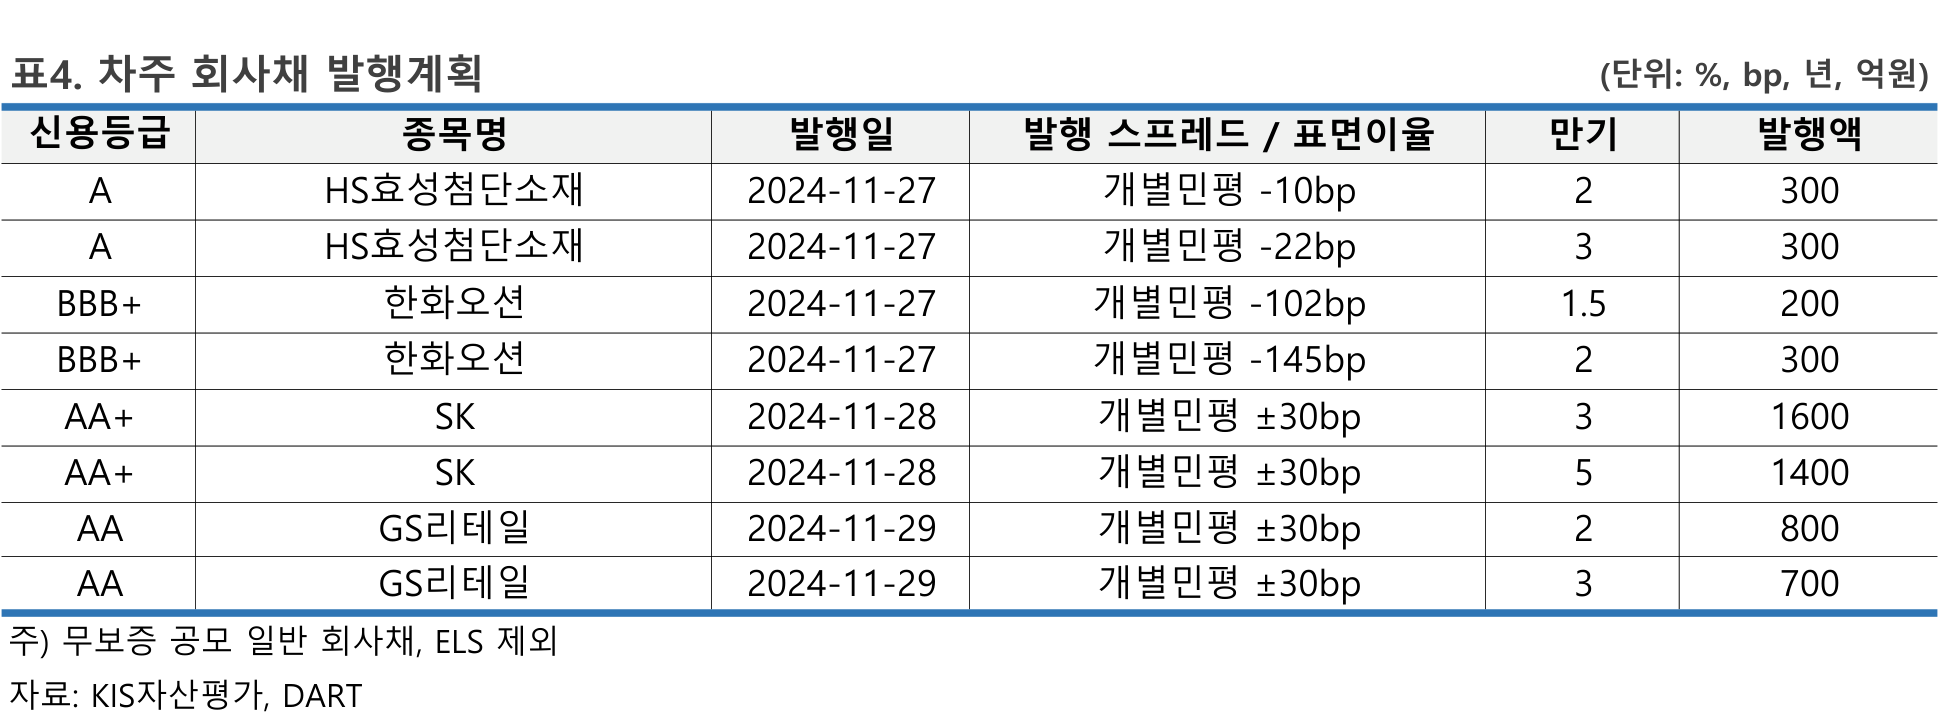 표4. 차주 회사채 발행계획 (단위: %, bp, 년, 억원)
신용등급 종목명 발행일 발행 스프레드 / 표면이율 만기 발행액
A HS효성첨단소재 2024-11-27 개별민평 -10bp 2 300
A HS효성첨단소재 2024-11-27 개별민평 -22bp 3 300
BBB+ 한화오션 2024-11-27 개별민평 -102bp 1.5 200
BBB+ 한화오션 2024-11-27 개별민평 -145bp 2 300
AA+ SK 2024-11-28 개별민평 ±30bp 3 1600
AA+ SK 2024-11-28 개별민평 ±30bp 5 1400
AA GS리테일 2024-11-29 개별민평 ±30bp 2 800
AA GS리테일 2024-11-29 개별민평 ±30bp 3 700
주) 무보증 공모 일반 회사채, ELS 제외
자료: KIS자산평가, DART